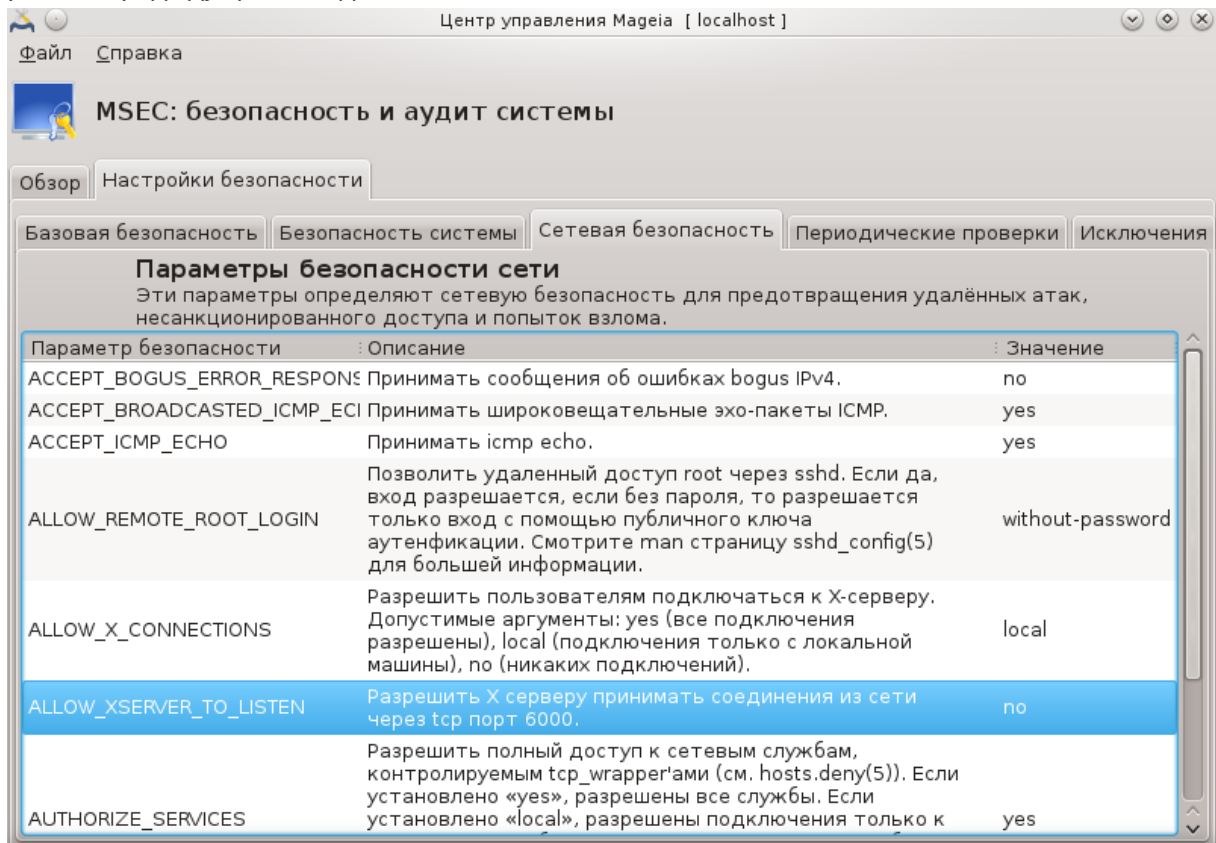 Центр управления Mageia [ localhost ]
Файл Справка
MSEC: безопасность и аудит системы
Обзор Настройки безопасности
Базовая безопасность Безопасность системы Сетевая безопасность Периодические проверки Исключения
Параметры безопасности сети
Эти параметры определяют сетевую безопасность для предотвращения удалённых атак,
несанкционированного доступа и попыток взлома.
Параметр безопасности Описание Значение
ACCEPT_BOGUS_ERROR_RESPONS Принимать сообщения об ошибках bogus IPv4. no
ACCEPT_BROADCASTED_ICMP_ECI Принимать широковещательные эхо-пакеты ICMP. yes
ACCEPT_ICMP_ECHO Принимать icmp echo. yes
Позволить удаленный доступ root через sshd. Если да,
вход разрешается, если без пароля, то разрешается
ALLOW_REMOTE_ROOT_LOGIN только вход с помощью публичного ключа without-password
аутенфикации. Смотрите man страницу sshd_config(5)
для большей информации.
Разрешить пользователям подключаться к X-серверу.
Допустимые аргументы: yes (все подключения
ALLOW_X_CONNECTIONS разрешены), local (подключения только с локальной local
машины), no (никаких подключений).
Разрешить X серверу принимать соединения из сети
ALLOW_XSERVER_TO_LISTEN через tcp порт 6000. no
Разрешить полный доступ к сетевым службам,
контролируемым tcp_wrapper'ами (см. hosts.deny(5)). Если
установлено «yes», разрешены все службы. Если
AUTHORIZE_SERVICES установлено «local», разрешены подключения только к yes